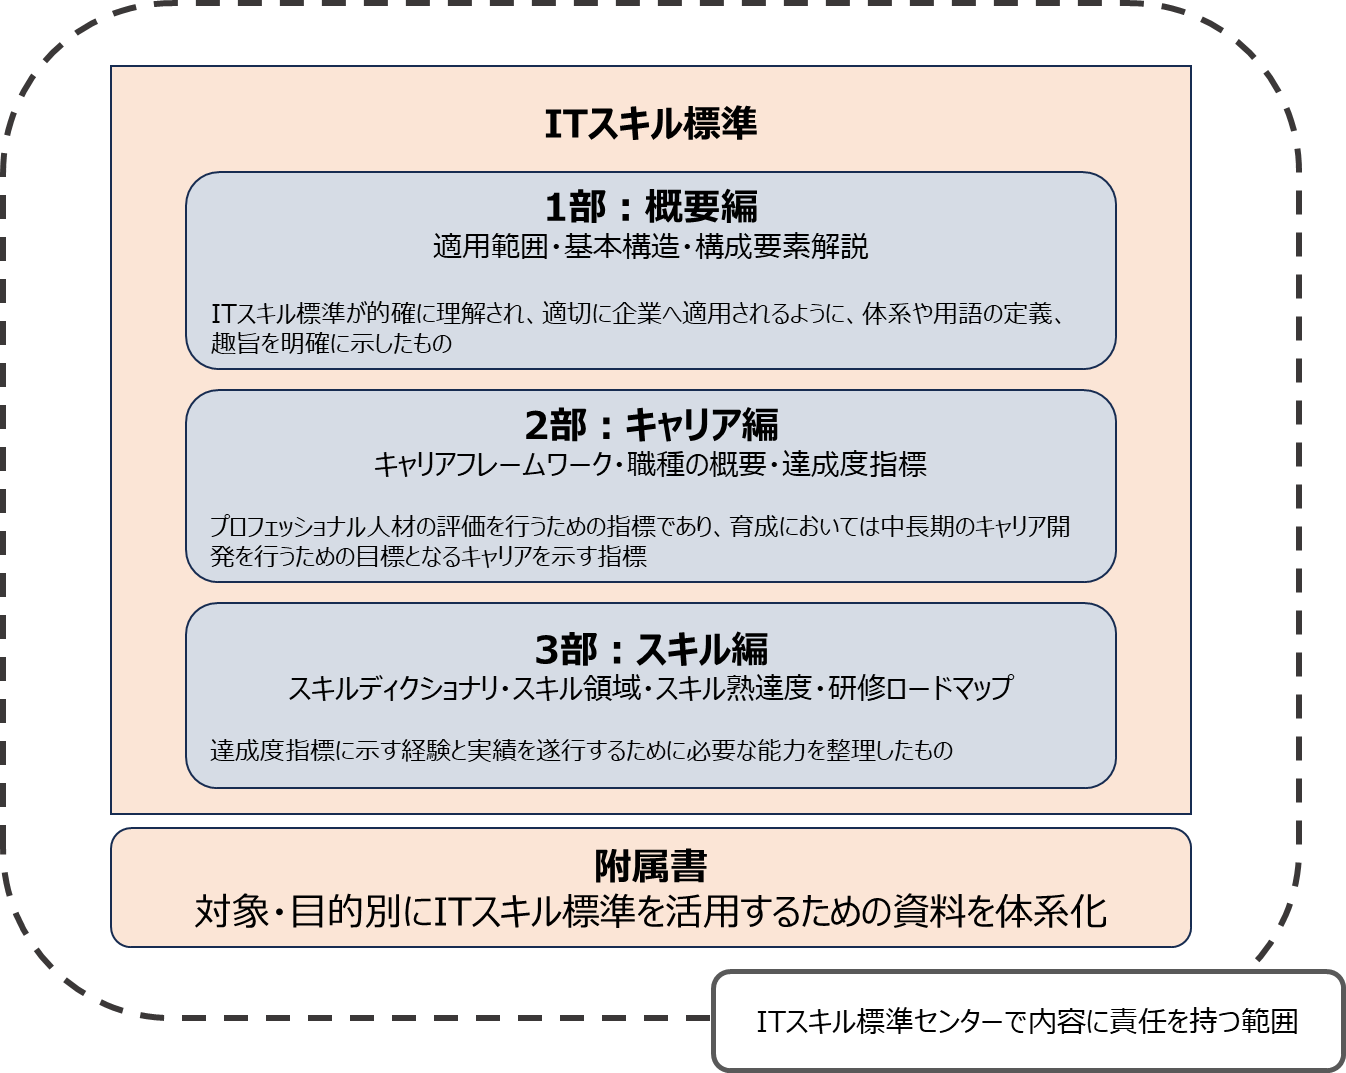 ITスキル標準
1部：概要編
適用範囲・基本構造・構成要素解説
ITスキル標準が的確に理解され、適切に企業へ適用されるように、体系や用語の定義、
趣旨を明確に示したもの
2部：キャリア編
キャリアフレームワーク・職種の概要・達成度指標
プロフェッショナル人材の評価を行うための指標であり、育成においては中長期のキャリア開
発を行うための目標となるキャリアを示す指標
3部：スキル編
スキルディクショナリ・スキル領域・スキル熟達度・研修ロードマップ
達成度指標に示す経験と実績を遂行するために必要な能力を整理したもの
附属書
対象・目的別にITスキル標準を活用するための資料を体系化
ITスキル標準センターで内容に責任を持つ範囲